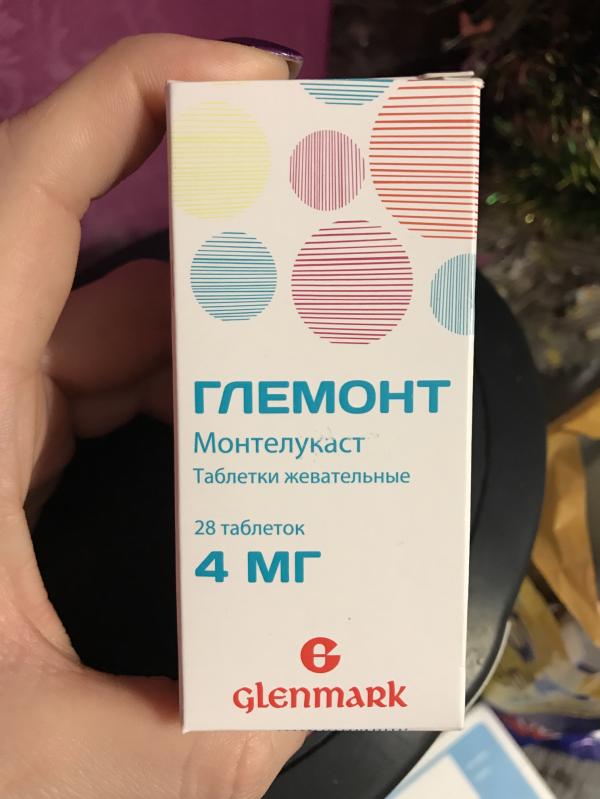 ГЛЕМОНТ
Монтелукаст
Таблетки жевательные
28 таблеток
4 МГ
Glenmark